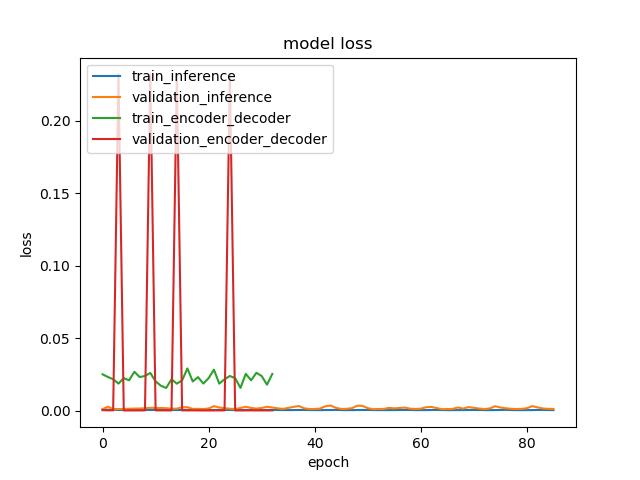 model loss
train_inference
validation_inference
train_encoder_decoder
validation_encoder_decoder
0.20
0.15
0.10
0.05
0.00
loss
0 20 40 60 80
epoch